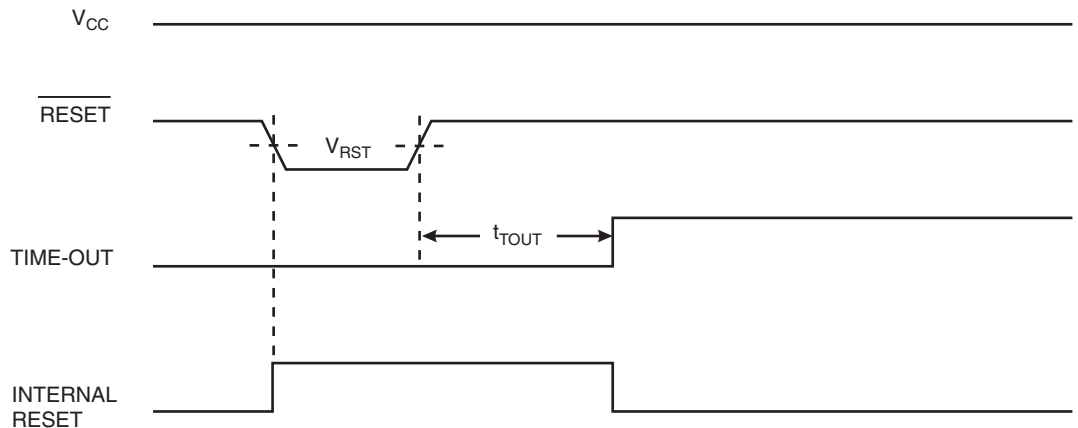 VCC
RESET
VRST
tTOUT
TIME-OUT
INTERNAL
RESET